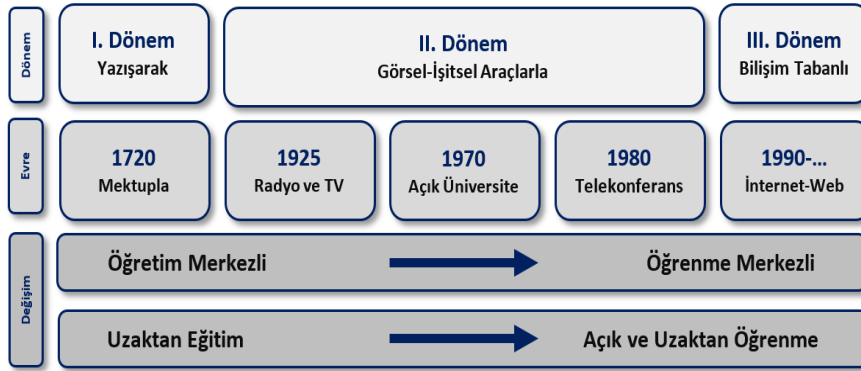 Dönem
I. Dönem
Yazışarak
II. Dönem
Görsel-İşitsel Araçlarla
III. Dönem
Bilişim Tabanlı
Evre
1720
Mektupla
1925
Radyo ve TV
1970
Açık Üniversite
1980
Telekonferans
1990-...
İnternet-Web
Değişim
Öğretim Merkezli
Öğrenme Merkezli
Uzaktan Eğitim
Açık ve Uzaktan Öğrenme